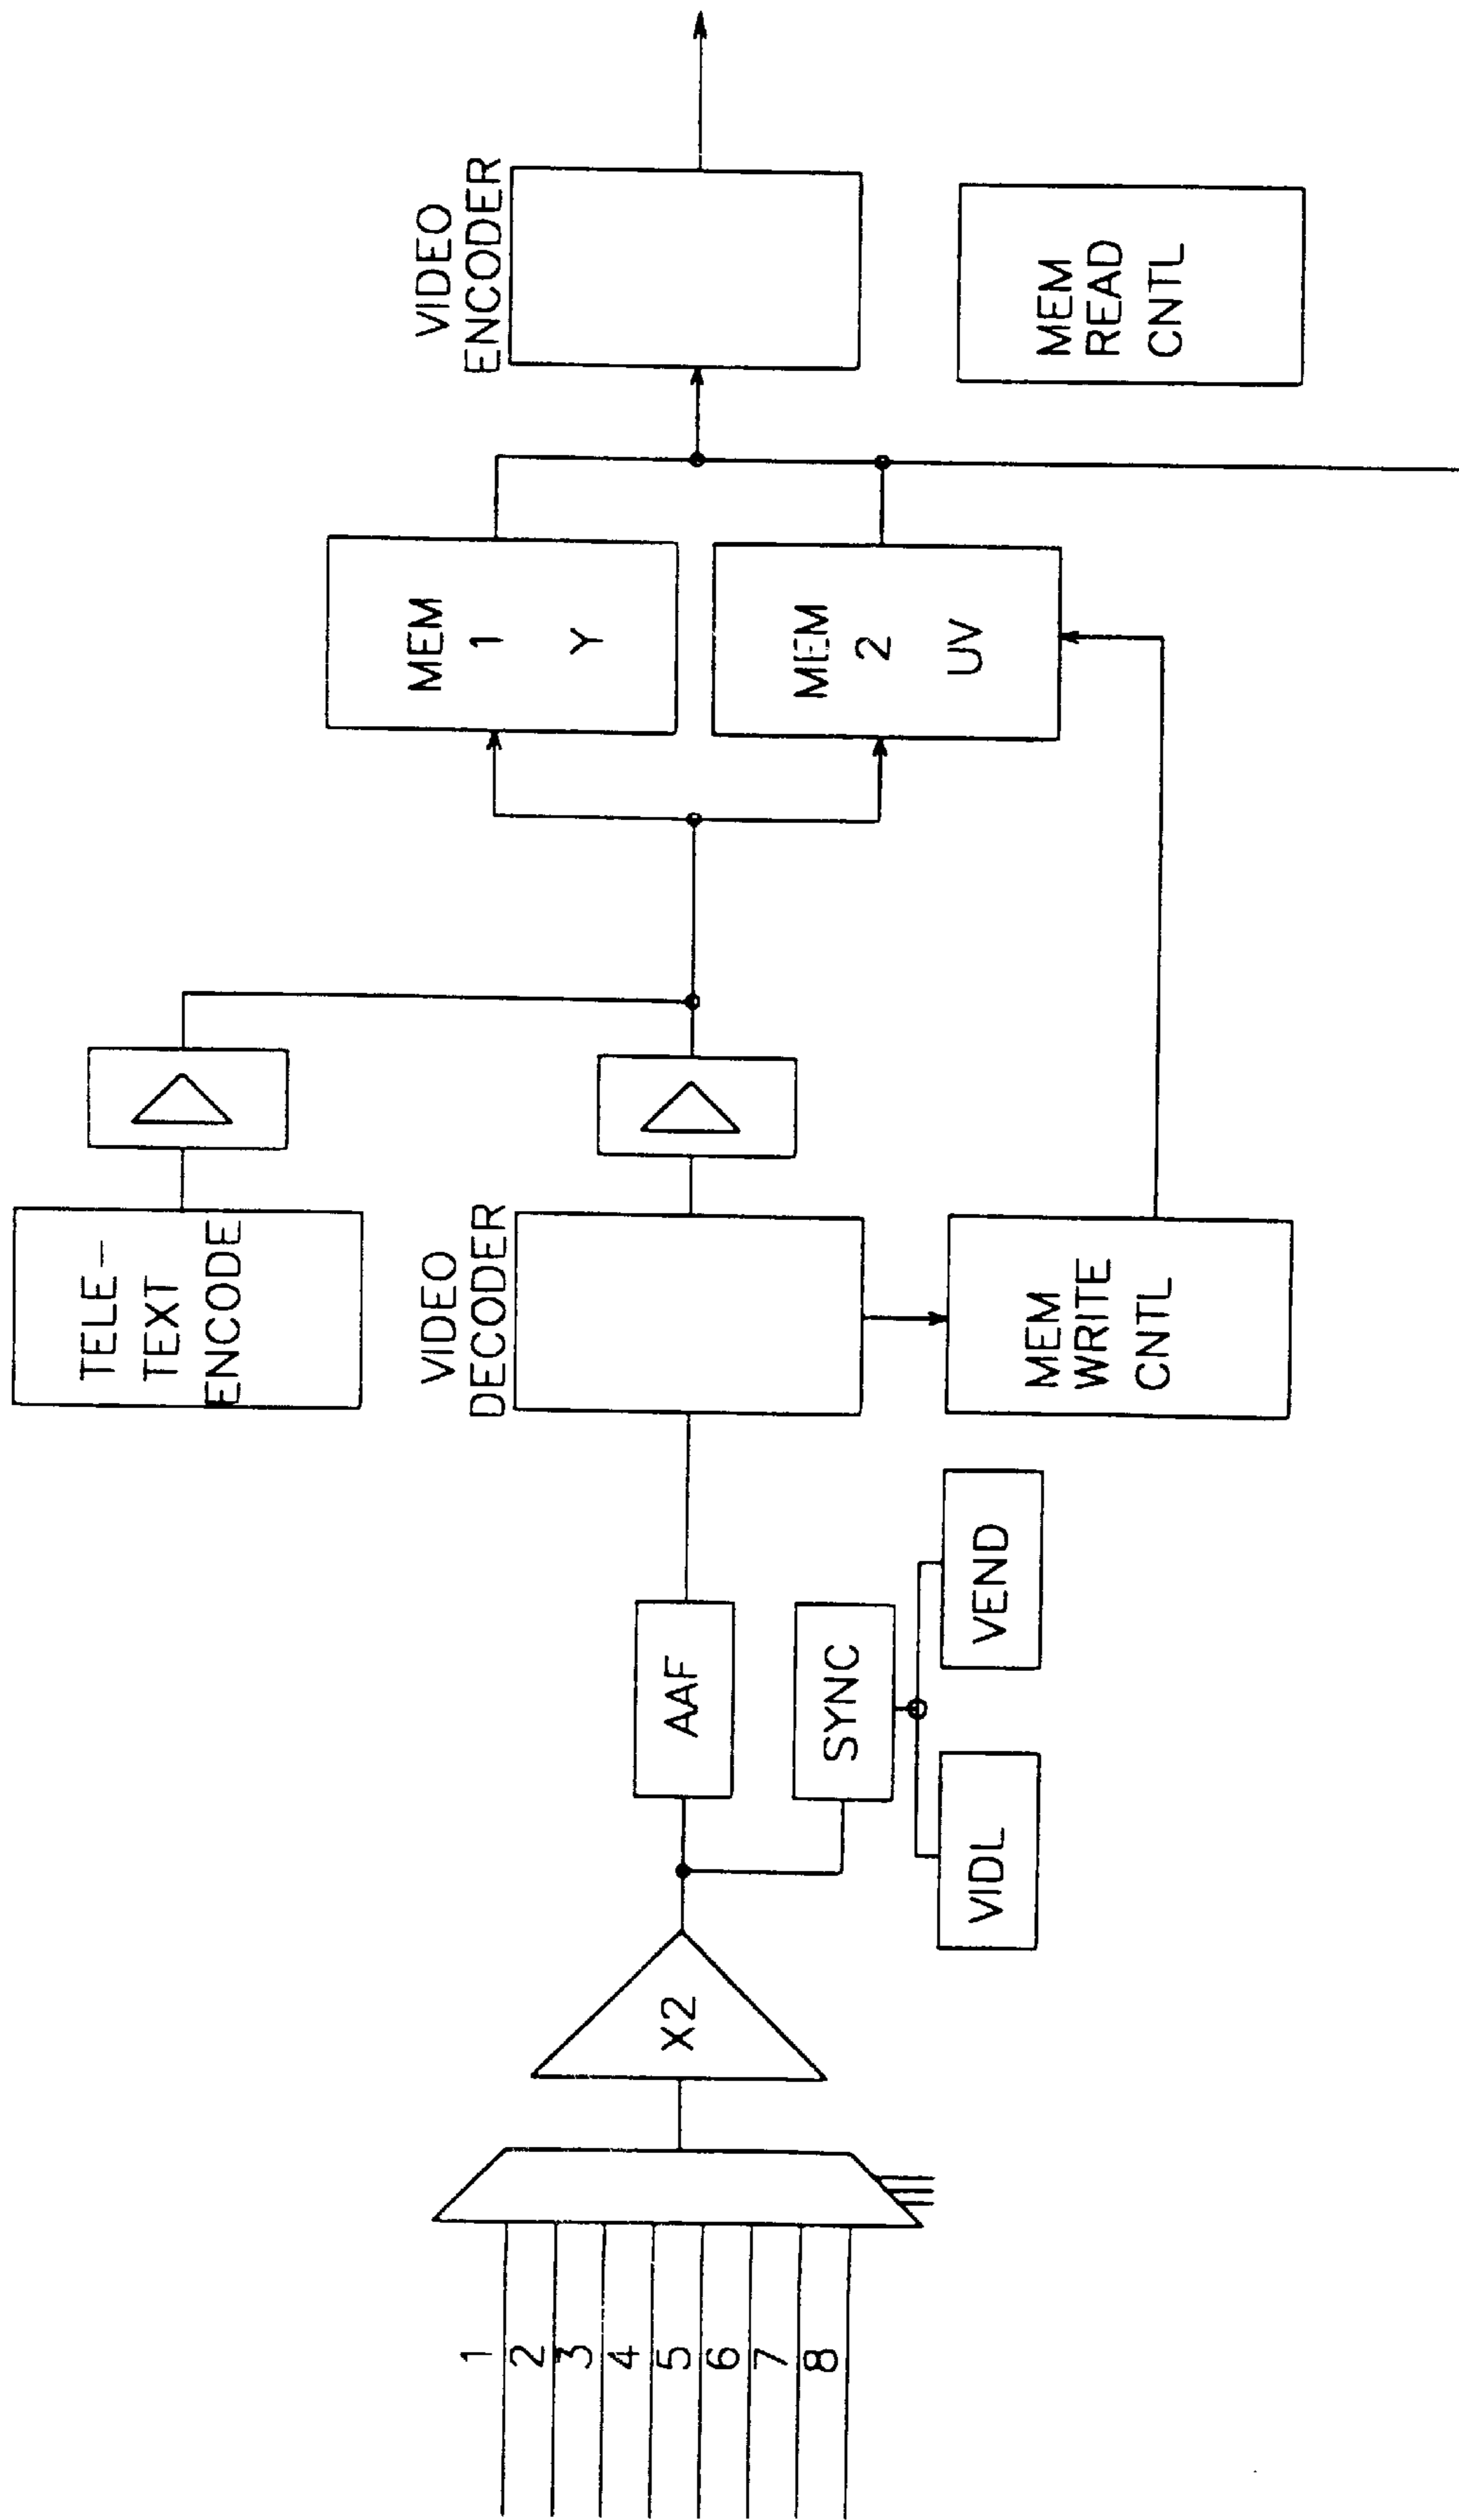 1
2
3
4
5
6
7
8
X2
AAF
SYNC
VIDL
VEND
TELE-
TEXT
ENCODE
VIDEO
DECODER
MEM
WRITE
CNTL
MEM
1
Y
MEM
2
UV
VIDEO
ENCODER
MEM
READ
CNTL